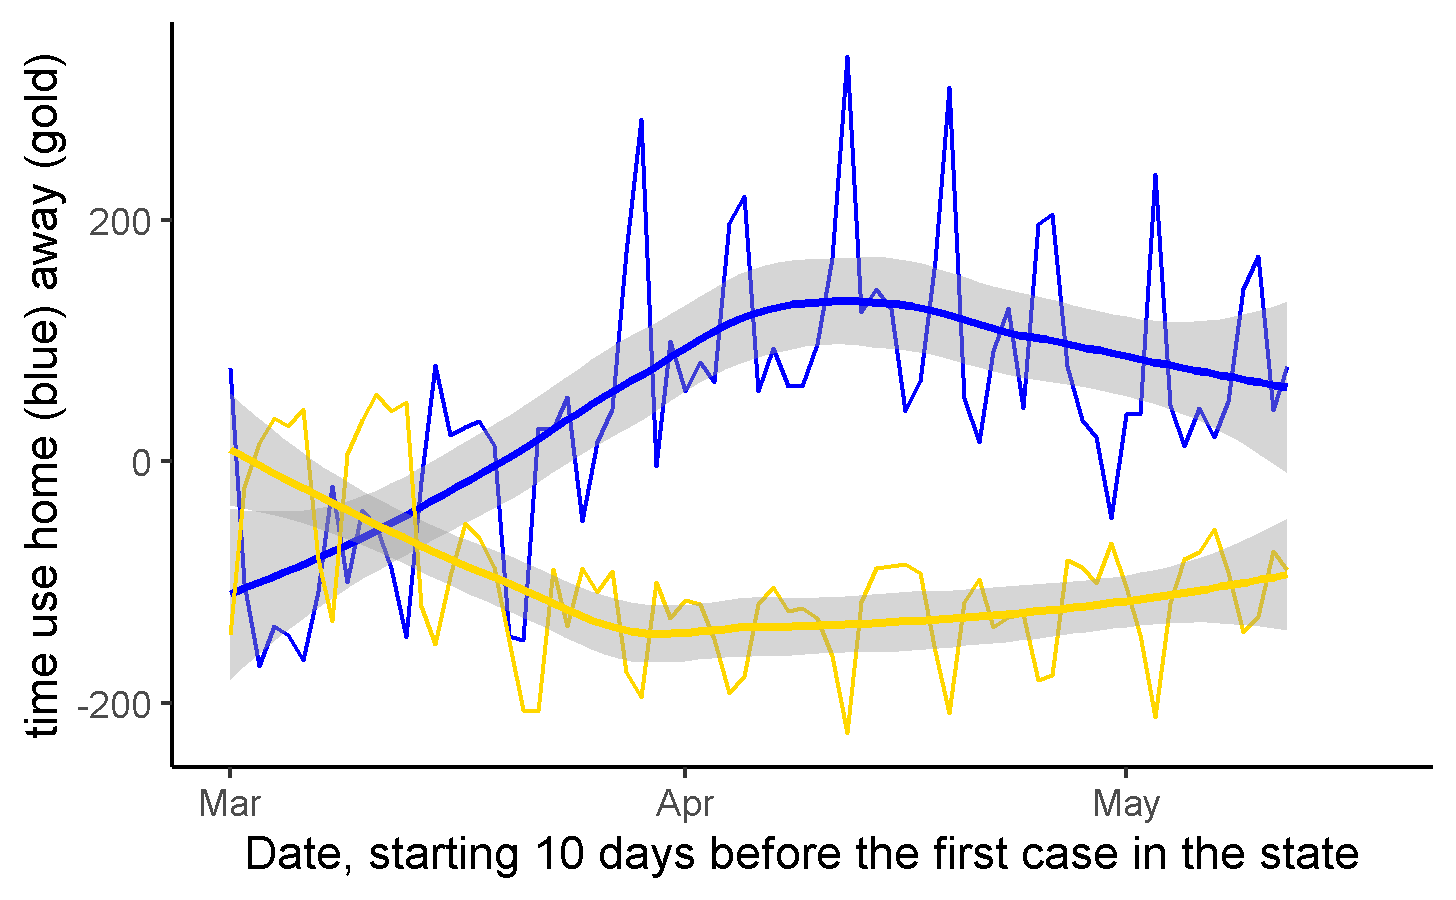 time use home (blue) away (gold)
200
0
-200
Mar
Apr
May
Date, starting 10 days before the first case in the state